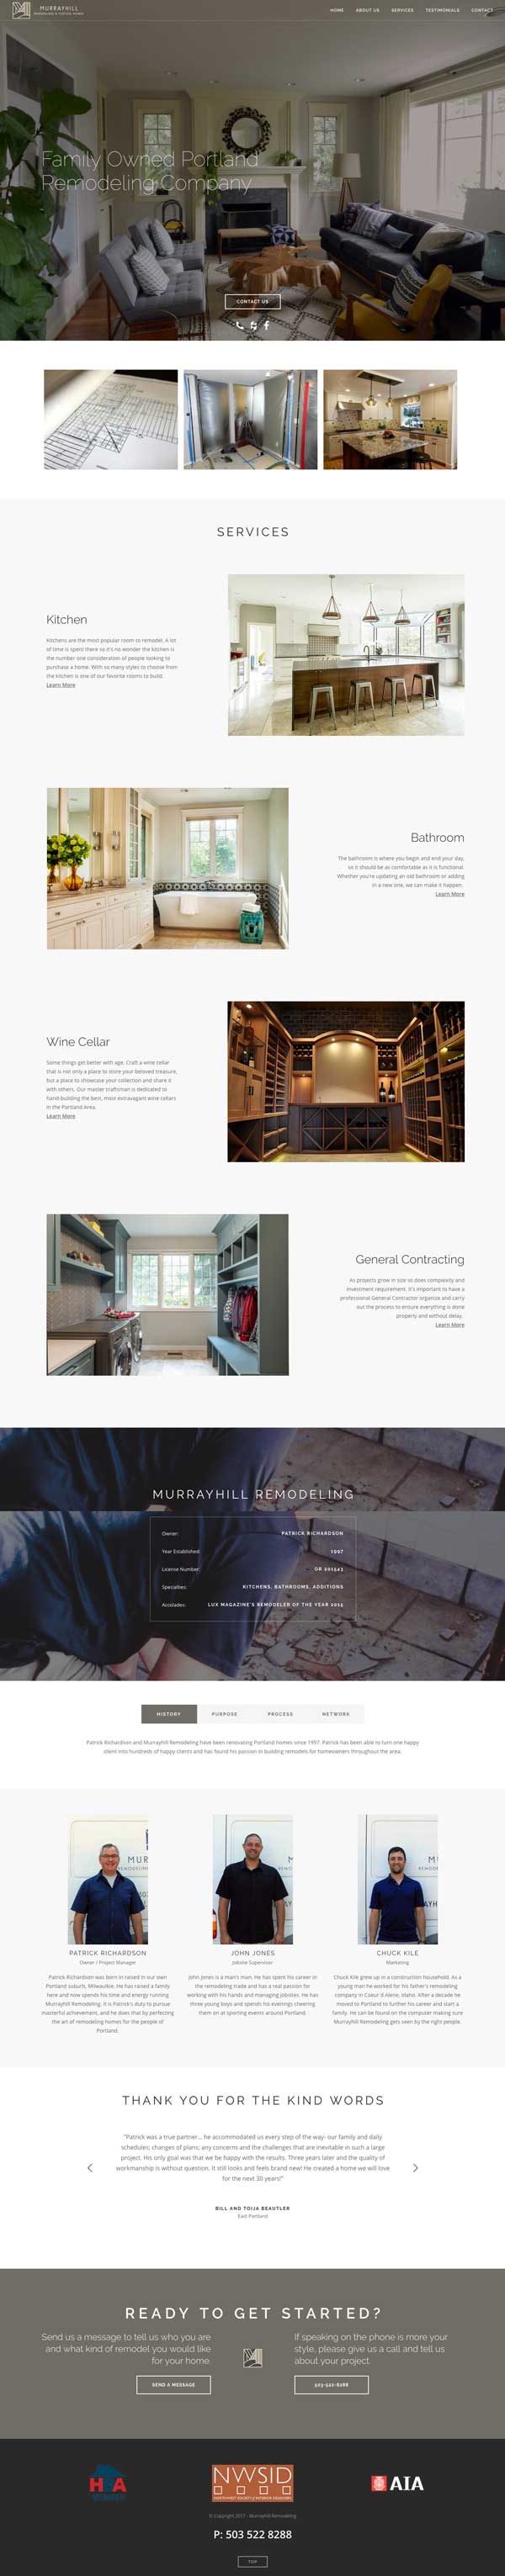 MURRAYHILL
REMODELING & CUSTOM HOMES
HOME ABOUT US SERVICES TESTIMONIALS CONTACT
Family Owned Portland
Remodeling Company
CONTACT US
SERVICES
Kitchen
Kitchens are the most popular room to remodel. A lot
of time is spent there so it's no wonder the kitchen is
the number one consideration of people looking to
purchase a home. With so many styles to choose from
the kitchen is one of our favorite rooms to build.
Learn More
Bathroom
The bathroom is where you begin and end your day,
so it should be as comfortable as it is functional.
Whether you're updating an old bathroom or adding
in a new one, we can make it happen.
Learn More
Wine Cellar
Some things get better with age. Craft a wine cellar
that is not only a place to store your beloved treasure,
but a place to showcase your collection and share it
with others. Our master craftsman is dedicated to
hand-building the best, most extravagant wine cellars
in the Portland Area.
Learn More
General Contracting
As projects grow in size so does complexity and
investment requirement. It's important to have a
professional General Contractor organize and carry
out the process to ensure everything is done
properly and without delay.
Learn More
MURRAYHILL REMODELING
Owner: PATRICK RICHARDSON
Year Established: 1997
License Number: OR 201543
Specialties: KITCHENS, BATHROOMS, ADDITIONS
Accolades: LUX MAGAZINE'S REMODELER OF THE YEAR 2015
HISTORY PURPOSE PROCESS NETWORK
Patrick Richardson and Murrayhill Remodeling have been renovating Portland homes since 1997. Patrick has been able to turn one happy
client into hundreds of happy clients and has found his passion in building remodels for homeowners throughout the area.
PATRICK RICHARDSON
Owner / Project Manager
Patrick Richardson was born in raised in our own
Portland suburb, Milwaukie. He has raised a family
here and now spends his time and energy running
Murrayhill Remodeling. It is Patrick's duty to pursue
masterful achievement, and he does that by perfecting
the art of remodeling homes for the people of
Portland.
JOHN JONES
Jobsite Supervisor
John Jones is a man's man. He has spent his career in
the remodeling trade and has a real passion for
working with his hands and managing jobsites. He has
three young boys and spends his evenings cheering
them on at sporting events around Portland.
CHUCK KILE
Marketing
Chuck Kile grew up in a construction household. As a
young man he worked for his father's remodeling
company in Coeur d Alene, Idaho. After a decade he
moved to Portland to further his career and start a
family. He can be found on the computer making sure
Murrayhill Remodeling gets seen by the right people.
THANK YOU FOR THE KIND WORDS
"Patrick was a true partner... he accommodated us every step of the way- our family and daily
schedules; changes of plans; any concerns and the challenges that are inevitable in such a large
project. His only goal was that we be happy with the results. Three years later and the quality of
workmanship is without question. It still looks and feels brand new! He created a home we will love
for the next 30 years!"
BILL AND TOIJA BEAUTLER
East Portland
READY TO GET STARTED?
Send us a message to tell us who you are
and what kind of remodel you would like
for your home.
SEND A MESSAGE
If speaking on the phone is more your
style, please give us a call and tell us
about your project.
503-522-8288
NWSID
NORTHWEST SOCIETY of INTERIOR DESIGNERS
AIA
© Copyright 2017 - Murrayhill Remodeling
P: 503 522 8288
TOP